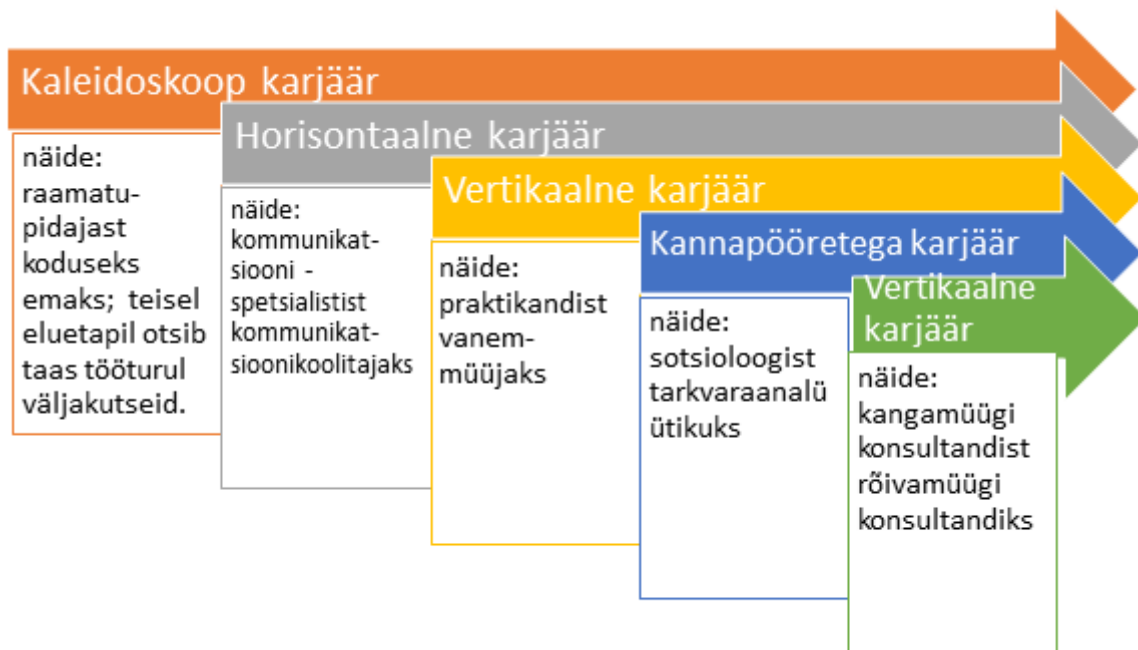 Kaleidoskoop karjäär
näide:
raamatu-
pidajast
koduseks
emaks; teisel
eluetapil otsib
taas tööturul
väljakutseid.
Horisontaalne karjäär
näide:
kommunikat-
siooni -
spetsialistist
kommunikat-
sioonikoolitajaks
Vertikaalne karjäär
näide:
praktikandist
vanem-
müüjaks
Kannapööretega karjäär
näide:
sotsioloogist
tarkvaraanalü
ütikuks
Vertikaalne
karjäär
näide:
kangamüügi
konsultandist
rõivamüügi
konsultandiks